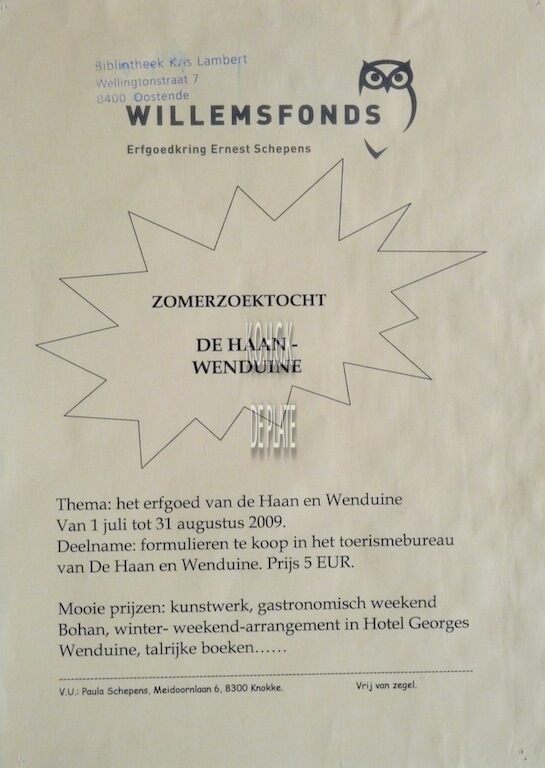 Bibliotheek Kris Lambert
Wellingtonstraat 7
8400 Oostende
WILLEMSFONDS
Erfgoedkring Ernest Schepens
ZOMERZOEKTOCHT
DE HAAN -
WENDUINE
KOHGK
DE PLATE
Thema: het erfgoed van de Haan en Wenduine
Van 1 juli tot 31 augustus 2009.
Deelname: formulieren te koop in het toerismebureau
van De Haan en Wenduine. Prijs 5 EUR.
Mooie prijzen: kunstwerk, gastronomisch weekend
Bohan, winter- weekend-arrangement in Hotel Georges
Wenduine, talrijke boeken……
V.U.: Paula Schepens, Meidoornlaan 6, 8300 Knokke. Vrij van zegel.